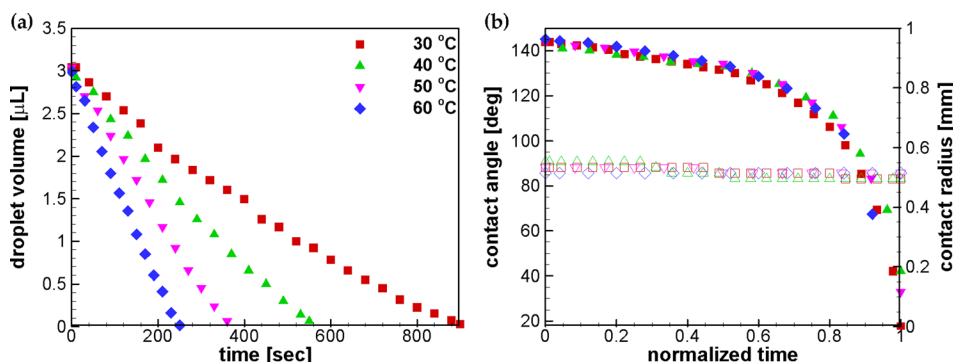 (a)
3.5
3
2.5
2
1.5
1
0.5
0
droplet volume [μL]
30 °C
40 °C
50 °C
60 °C
0 200 400 600 800
time [sec]
(b)
140
120
100
80
60
40
20
contact angle [deg]
1
0.8
0.6
0.4
0.2
0
contact radius [mm]
0 0.2 0.4 0.6 0.8 1
normalized time